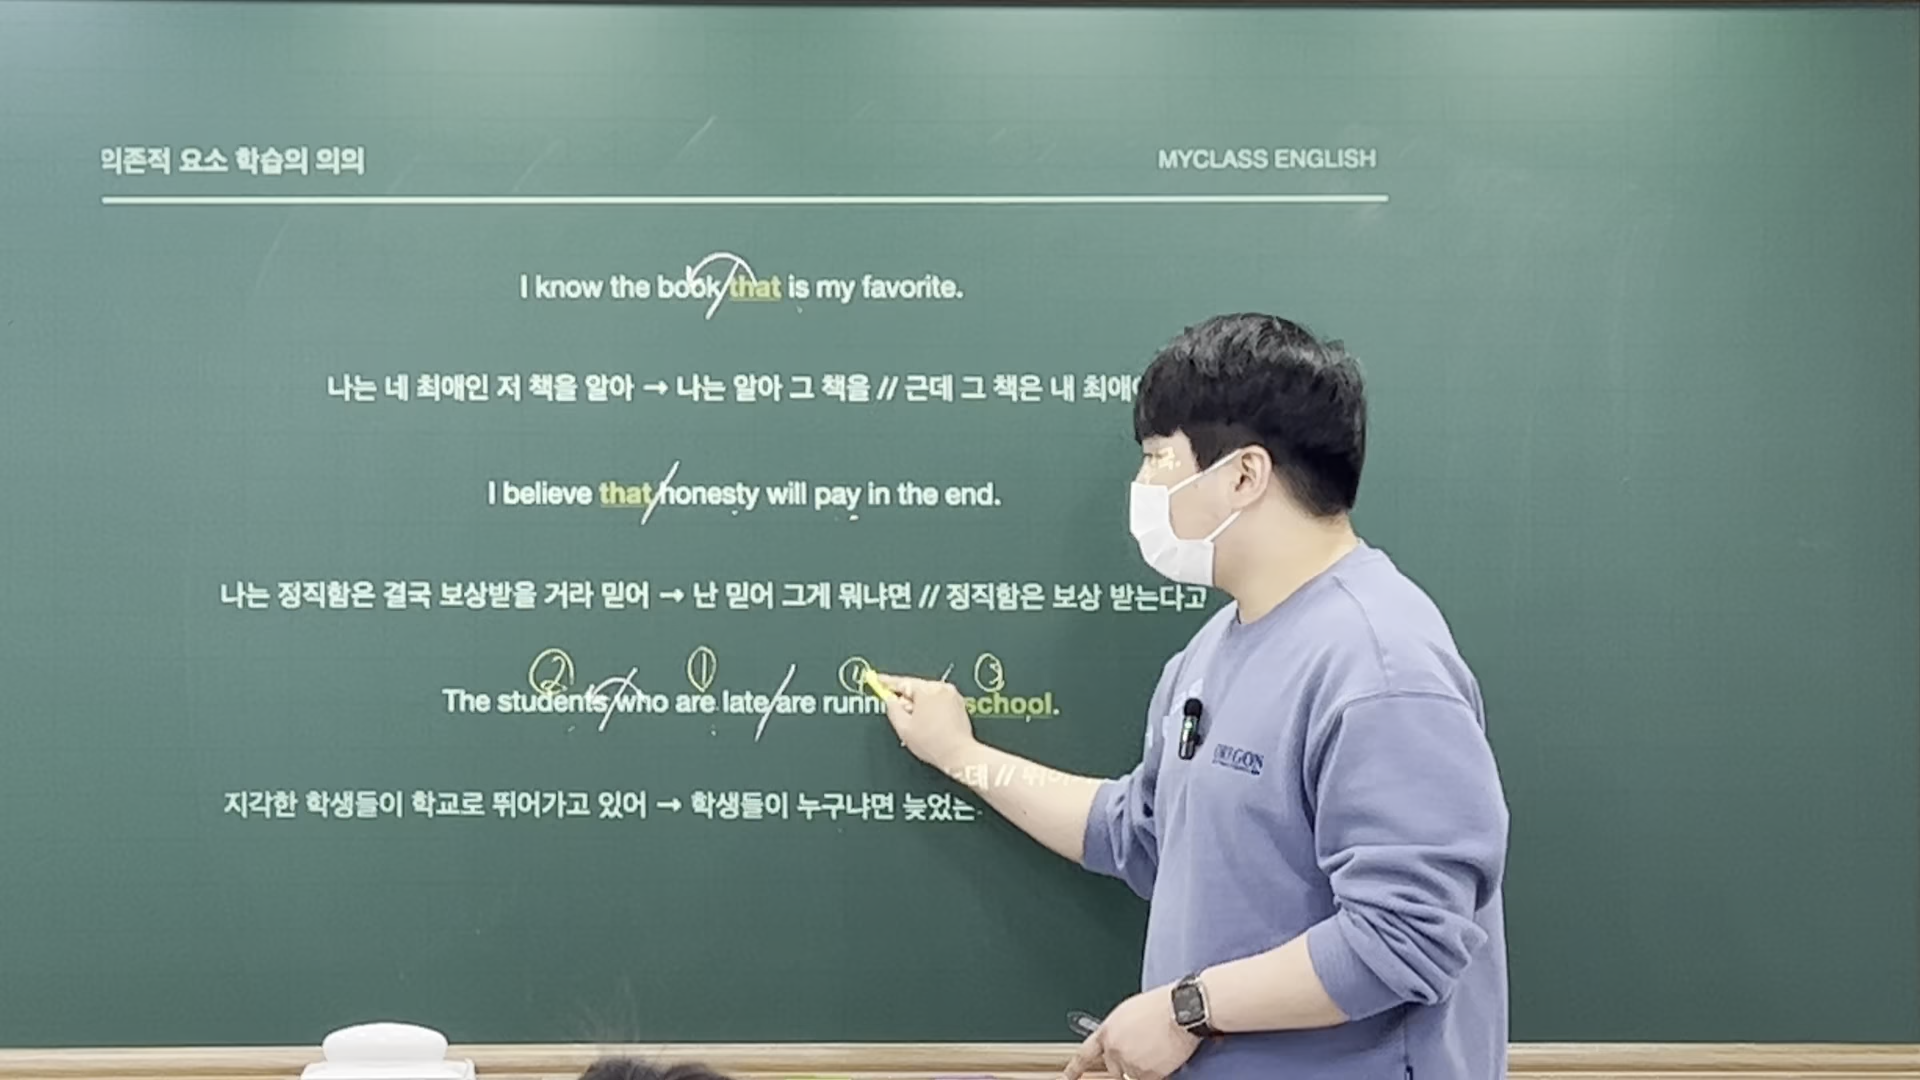 의존적 요소 학습의 의의
MYCLASS ENGLISH
I know the book that is my favorite.
나는 네 최애인 저 책을 알아 → 나는 알아 그 책을 // 근데 그 책은 내 최애
I believe that honesty will pay in the end.
나는 정직함은 결국 보상받을 거라 믿어 → 난 믿어 그게 뭐냐면 // 정직함은 보상 받는다고
② ① ④ ③
The students who are late are school.
지각한 학생들이 학교로 뛰어가고 있어 → 학생들이 누구냐면 늦었는데 //
OREGON